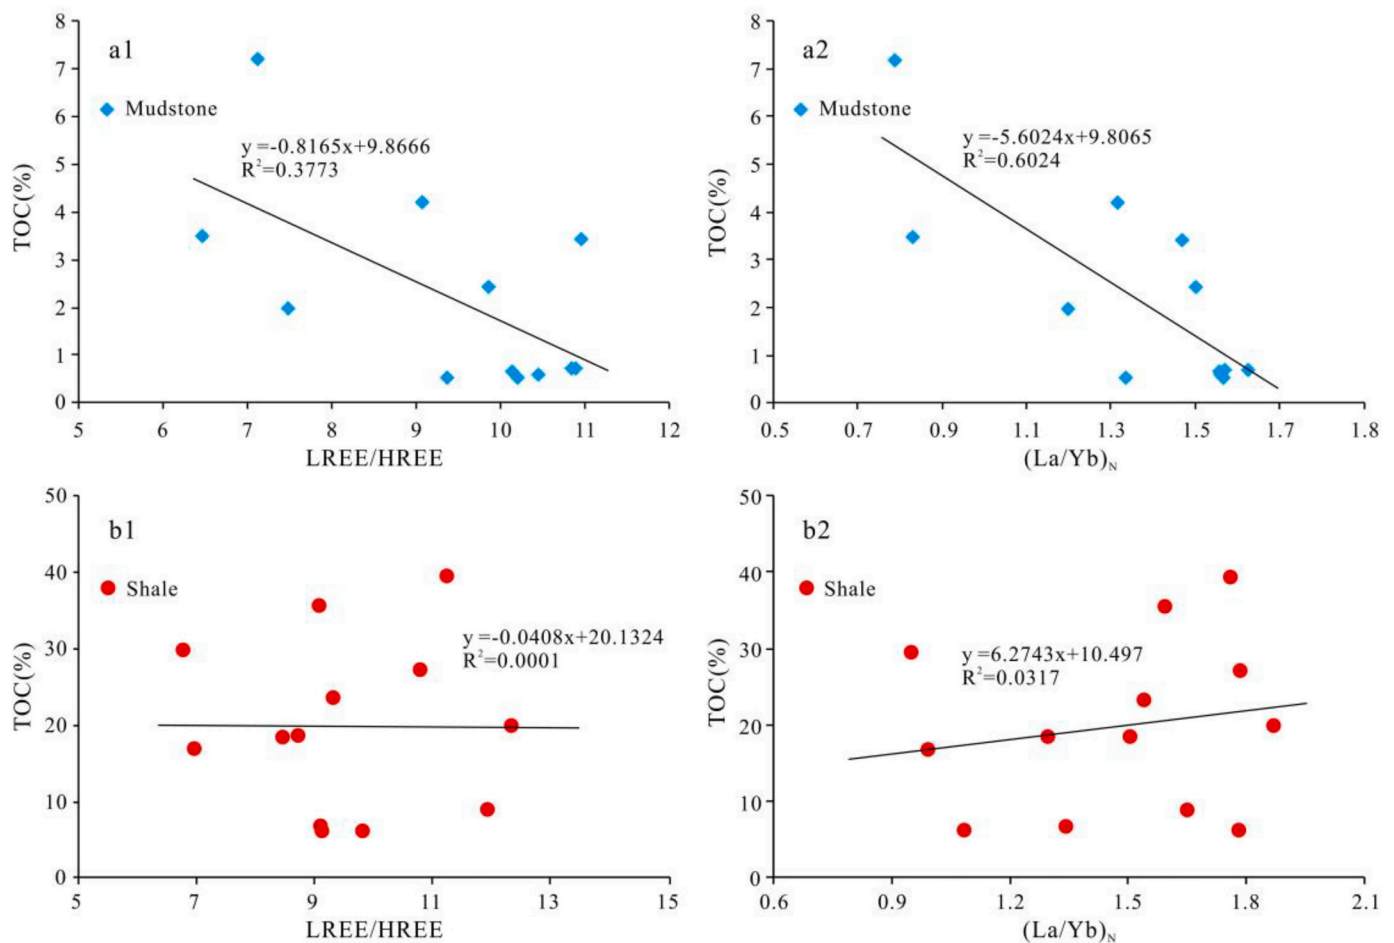 8
7
6
5
4
3
2
1
0
TOC(%)
a1
Mudstone
y =-0.8165x+9.8666
R²=0.3773
5 6 7 8 9 10 11 12
LREE/HREE
8
7
6
5
4
3
2
1
0
TOC(%)
a2
Mudstone
y =-5.6024x+9.8065
R²=0.6024
0.5 0.7 0.9 1.1 1.3 1.5 1.7 1.8
(La/Yb)N
50
40
30
20
10
0
TOC(%)
b1
Shale
y =-0.0408x+20.1324
R²=0.0001
5 7 9 11 13 15
LREE/HREE
50
40
30
20
10
0
TOC(%)
b2
Shale
y =6.2743x+10.497
R²=0.0317
0.6 0.9 1.2 1.5 1.8 2.1
(La/Yb)N